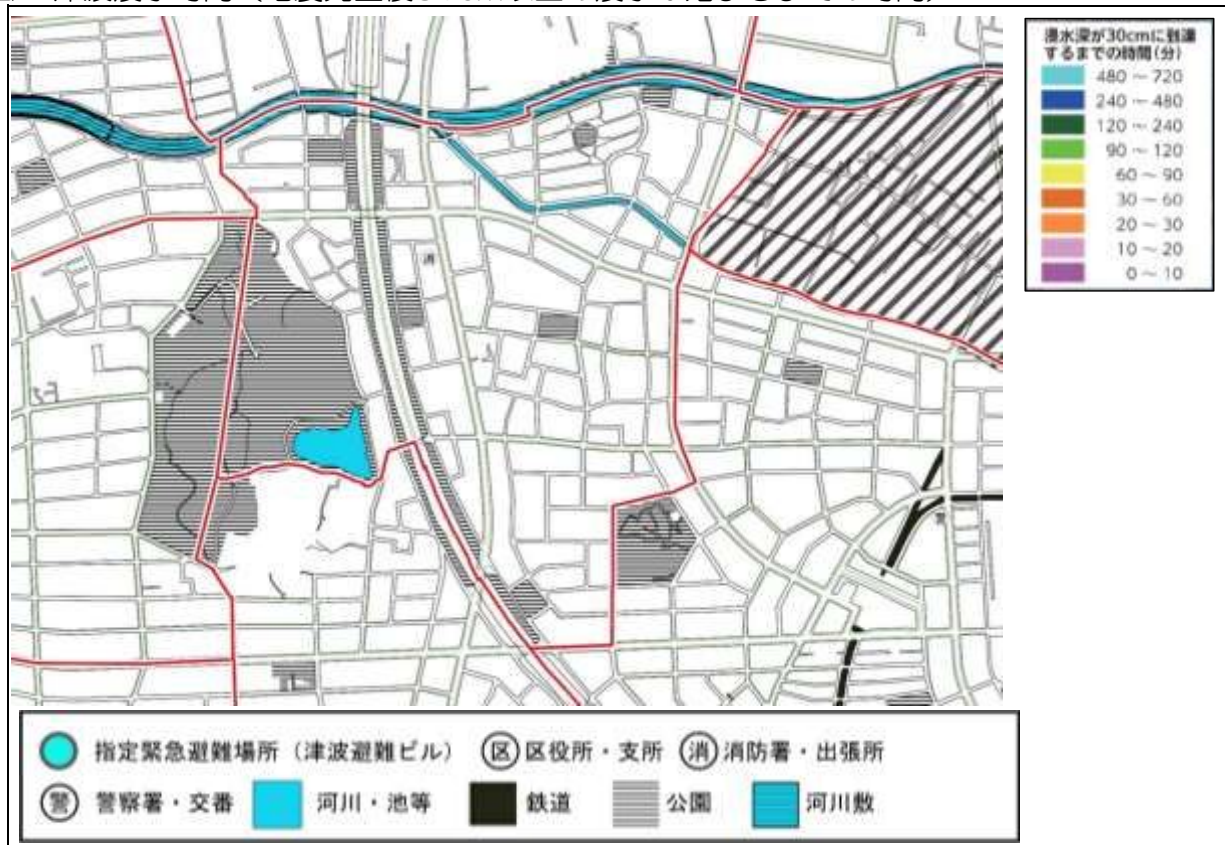 浸水深が30cmに到達
するまでの時間(分)
480 ～ 720
240 ～ 480
120 ～ 240
90 ～ 120
60 ～ 90
30 ～ 60
20 ～ 30
10 ～ 20
0 ～ 10
消
指定緊急避難場所（津波避難ビル）
区 区役所・支所
消 消防署・出張所
警 警察署・交番
河川・池等
鉄道
公園
河川敷